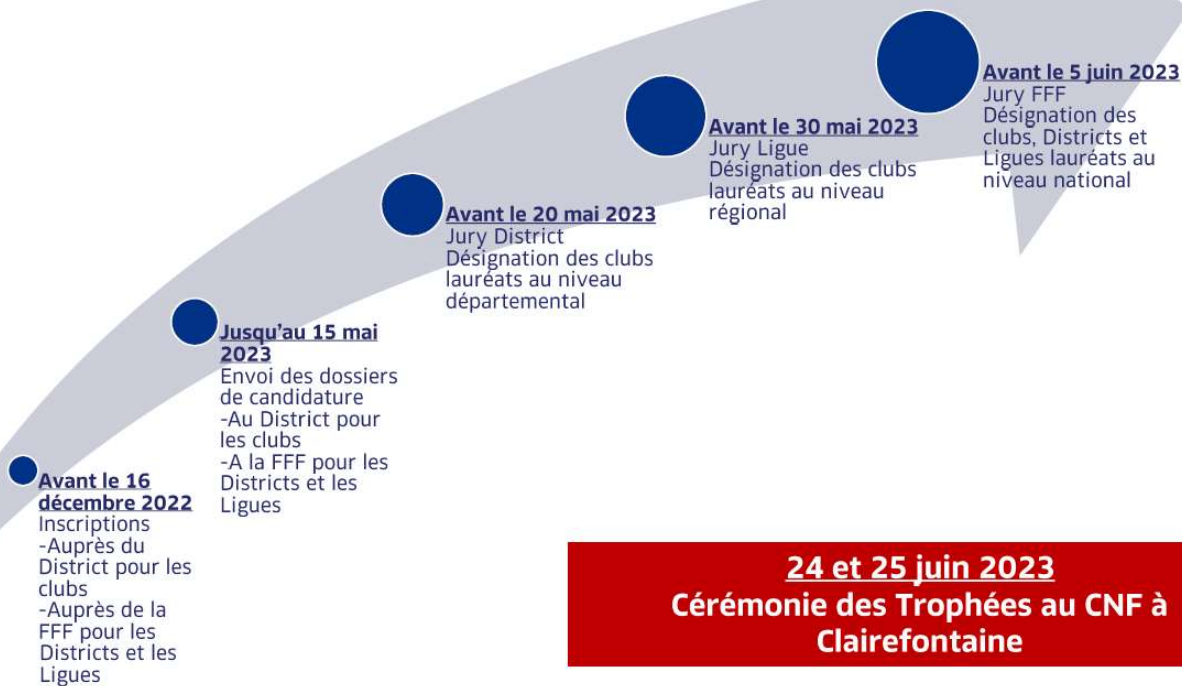 Avant le 16
décembre 2022
Inscriptions
-Auprès du
District pour les
clubs
-Auprès de la
FFF pour les
Districts et les
Ligues
Jusqu'au 15 mai
2023
Envoi des dossiers
de candidature
-Au District pour
les clubs
-A la FFF pour les
Districts et les
Ligues
Avant le 20 mai 2023
Jury District
Désignation des clubs
lauréats au niveau
départemental
Avant le 30 mai 2023
Jury Ligue
Désignation des clubs
lauréats au niveau
régional
Avant le 5 juin 2023
Jury FFF
Désignation des
clubs, Districts et
Ligues lauréats au
niveau national
24 et 25 juin 2023
Cérémonie des Trophées au CNF à
Clairefontaine